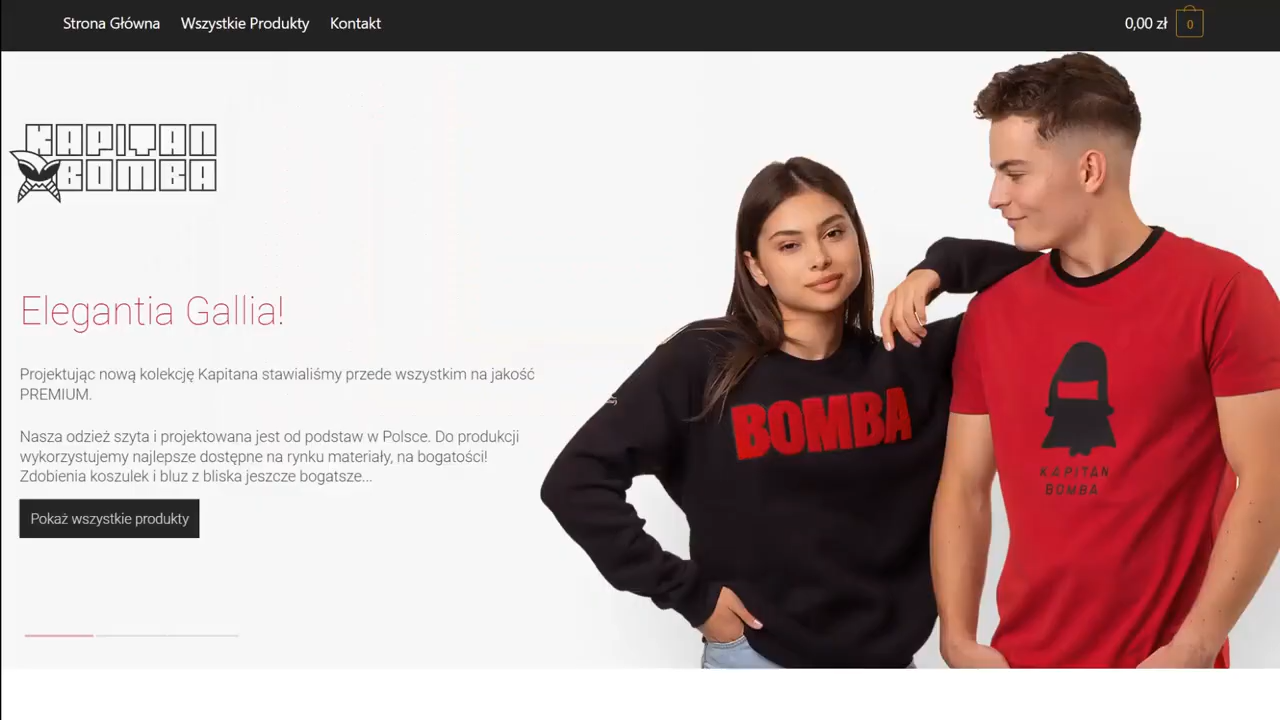 Strona Główna Wszystkie Produkty Kontakt 0,00 zł 0
KAPITAN
BOMBA
Elegantia Gallia!
Projektując nową kolekcję Kapitana stawialiśmy przede wszystkim na jakość
PREMIUM.
Nasza odzież szyta i projektowana jest od podstaw w Polsce. Do produkcji
wykorzystujemy najlepsze dostępne na rynku materiały, na bogatości!
Zdobienia koszulek i bluz z bliska jeszcze bogatsze...
Pokaż wszystkie produkty
BOMBA
KAPITAN
BOMBA